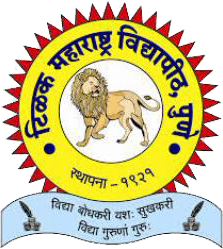 टिळक महाराष्ट्र विद्यापीठ, पुणे
स्थापना - १९२१
विद्या बोधकरी यशः सुखकरी
विद्या गुरुणां गुरुः